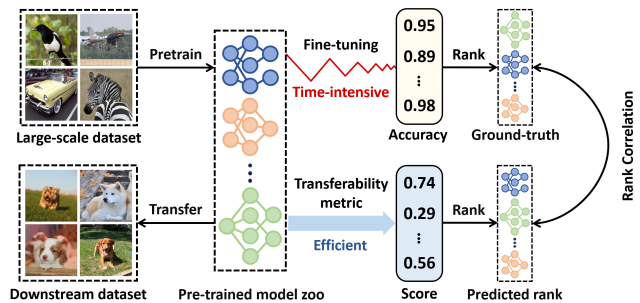 Large-scale dataset
Pretrain
Fine-tuning
Time-intensive
0.95
0.89
0.98
Accuracy
Rank
Ground-truth
Rank Correlation
Downstream dataset
Transfer
Pre-trained model zoo
Transferability
metric
Efficient
0.74
0.29
0.56
Score
Rank
Predicted rank